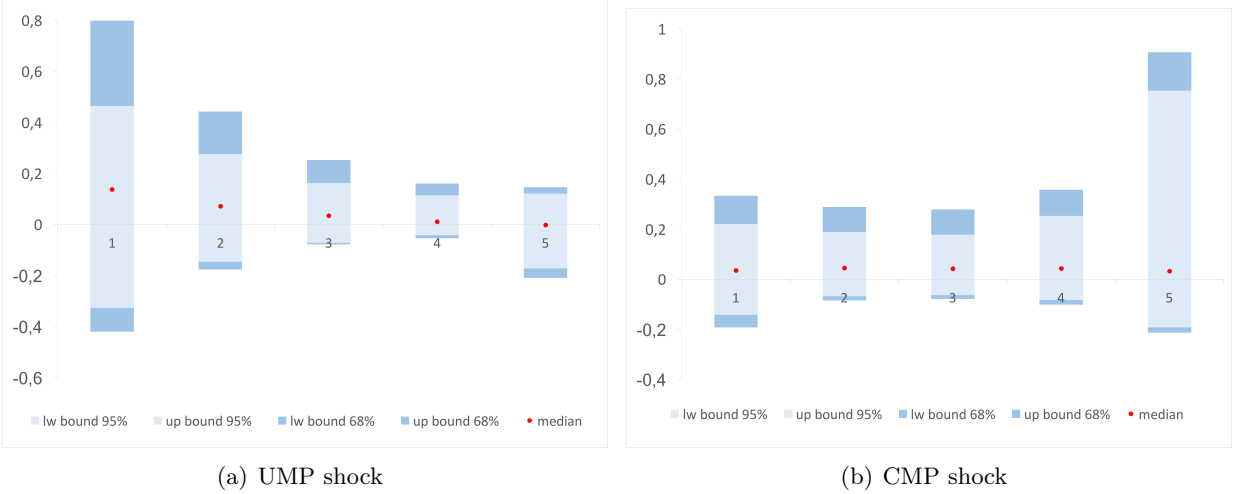 0,8
0,6
0,4
0,2
0
-0,2
-0,4
-0,6
1 2 3 4 5
lw bound 95% up bound 95% lw bound 68% up bound 68% median
(a) UMP shock
1
0,8
0,6
0,4
0,2
0
-0,2
-0,4
1 2 3 4 5
lw bound 95% up bound 95% lw bound 68% up bound 68% median
(b) CMP shock